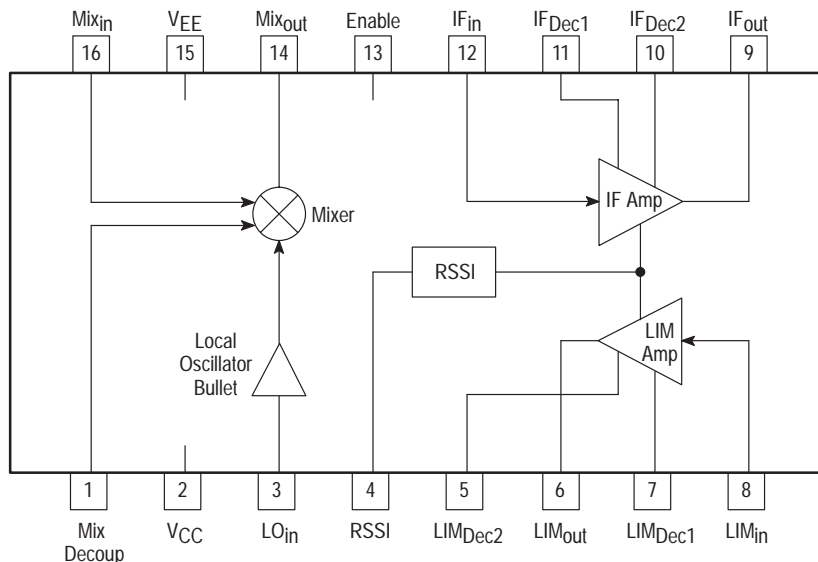 Mixin
VEE
Mixout
Enable
IFin
IFDec1
IFDec2
IFout
16
15
14
13
12
11
10
9
IF Amp
Mixer
RSSI
Local
Oscillator
Bullet
LIM
Amp
1
2
3
4
5
6
7
8
Mix
Decoup
VCC
LOin
RSSI
LIMDec2
LIMout
LIMDec1
LIMin